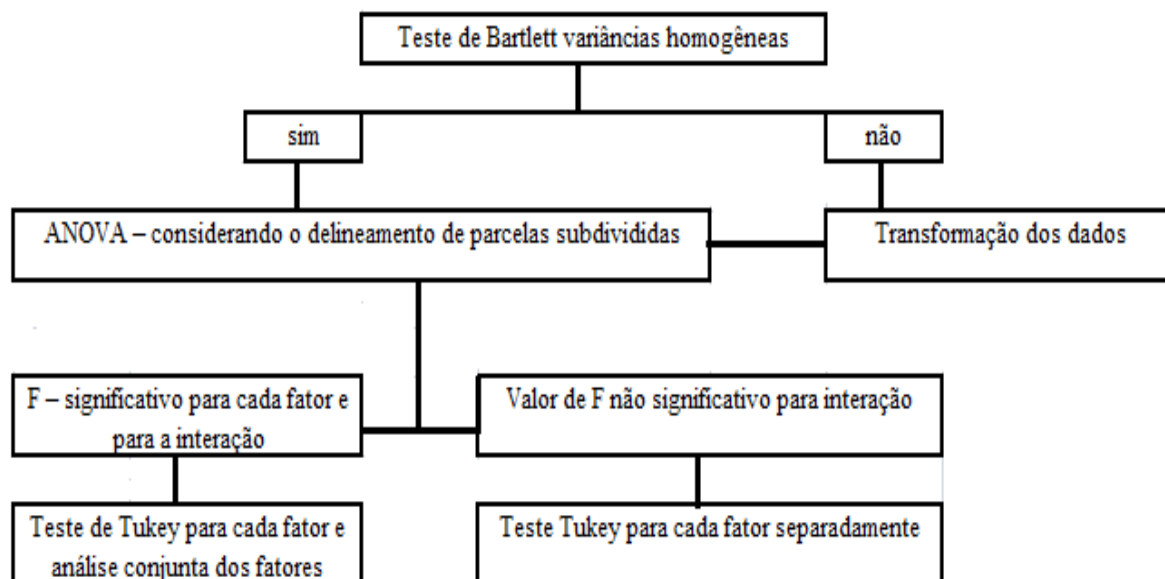 Teste de Bartlett variâncias homogêneas
sim
não
ANOVA – considerando o delineamento de parcelas subdivididas
Transformação dos dados
F – significativo para cada fator e
para a interação
Valor de F não significativo para interação
Teste de Tukey para cada fator e
análise conjunta dos fatores
Teste Tukey para cada fator separadamente